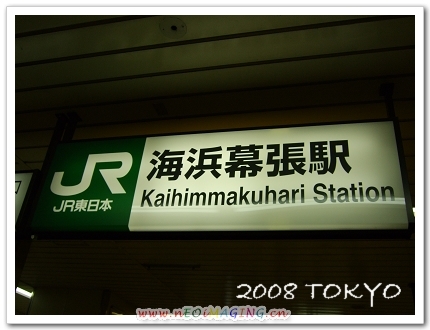 JR
JR東日本
海浜幕張駅
Kaihimmakuhari Station
2008 TOKYO
www.nEOiMAGING.cn